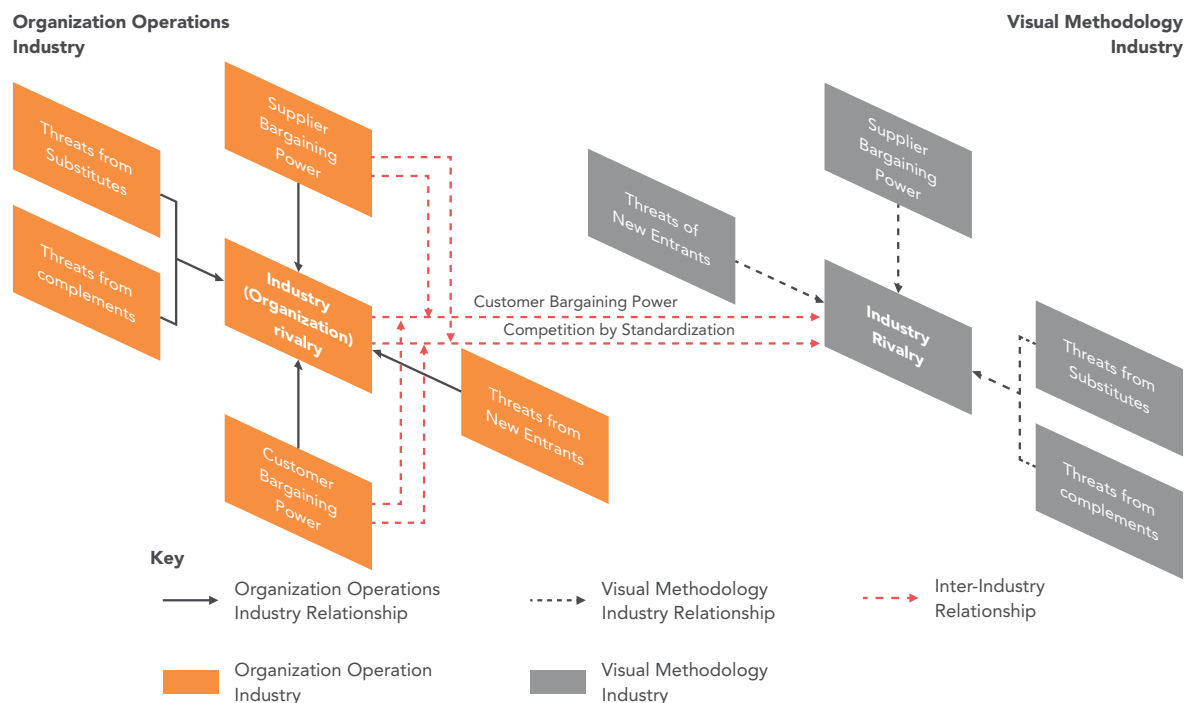 Organization Operations
Industry
Visual Methodology
Industry
Threats from
Substitutes
Supplier
Bargaining
Power
Threats from
complements
Industry
(Organization)
rivalry
Customer
Bargaining
Power
Threats from
New Entrants
Customer Bargaining Power
Competition by Standardization
Threats of
New Entrants
Supplier
Bargaining
Power
Industry
Rivalry
Threats from
Substitutes
Threats from
complements
Key
Organization Operations
Industry Relationship
Visual Methodology
Industry Relationship
Inter-Industry
Relationship
Organization Operation
Industry
Visual Methodology
Industry